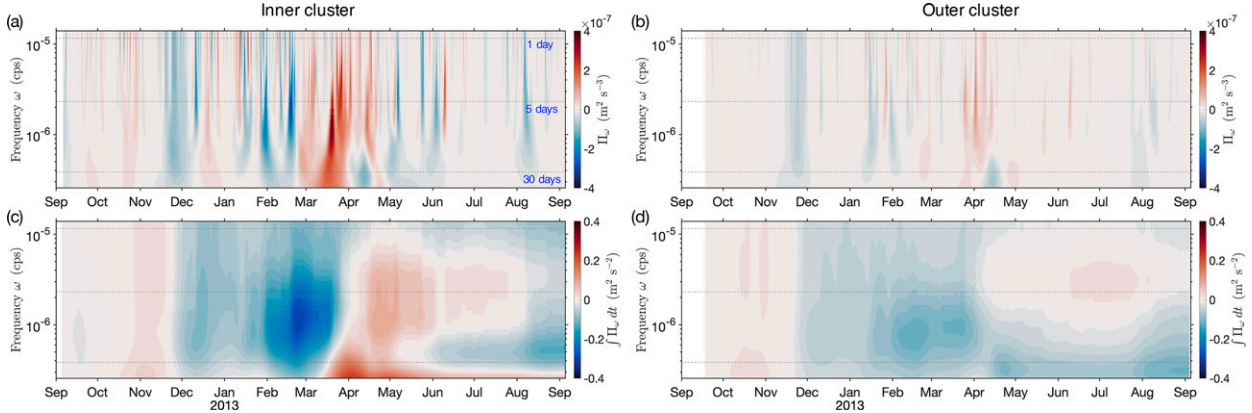 Inner cluster
Outer cluster
(a)
1 day
5 days
30 days
10⁻⁵
10⁻⁶
Frequency ω (cps)
×10⁻⁷
4
2
0
-2
-4
Π_ω (m² s⁻³)
Sep Oct Nov Dec Jan Feb Mar Apr May Jun Jul Aug Sep
(b)
10⁻⁵
10⁻⁶
Frequency ω (cps)
×10⁻⁷
4
2
0
-2
-4
Π_ω (m² s⁻³)
Sep Oct Nov Dec Jan Feb Mar Apr May Jun Jul Aug Sep
(c)
10⁻⁵
10⁻⁶
Frequency ω (cps)
0.4
0.2
0
-0.2
-0.4
∫ Π_ω dt (m² s⁻²)
Sep Oct Nov Dec Jan Feb Mar Apr May Jun Jul Aug Sep
2013
(d)
10⁻⁵
10⁻⁶
Frequency ω (cps)
0.4
0.2
0
-0.2
-0.4
∫ Π_ω dt (m² s⁻²)
Sep Oct Nov Dec Jan Feb Mar Apr May Jun Jul Aug Sep
2013